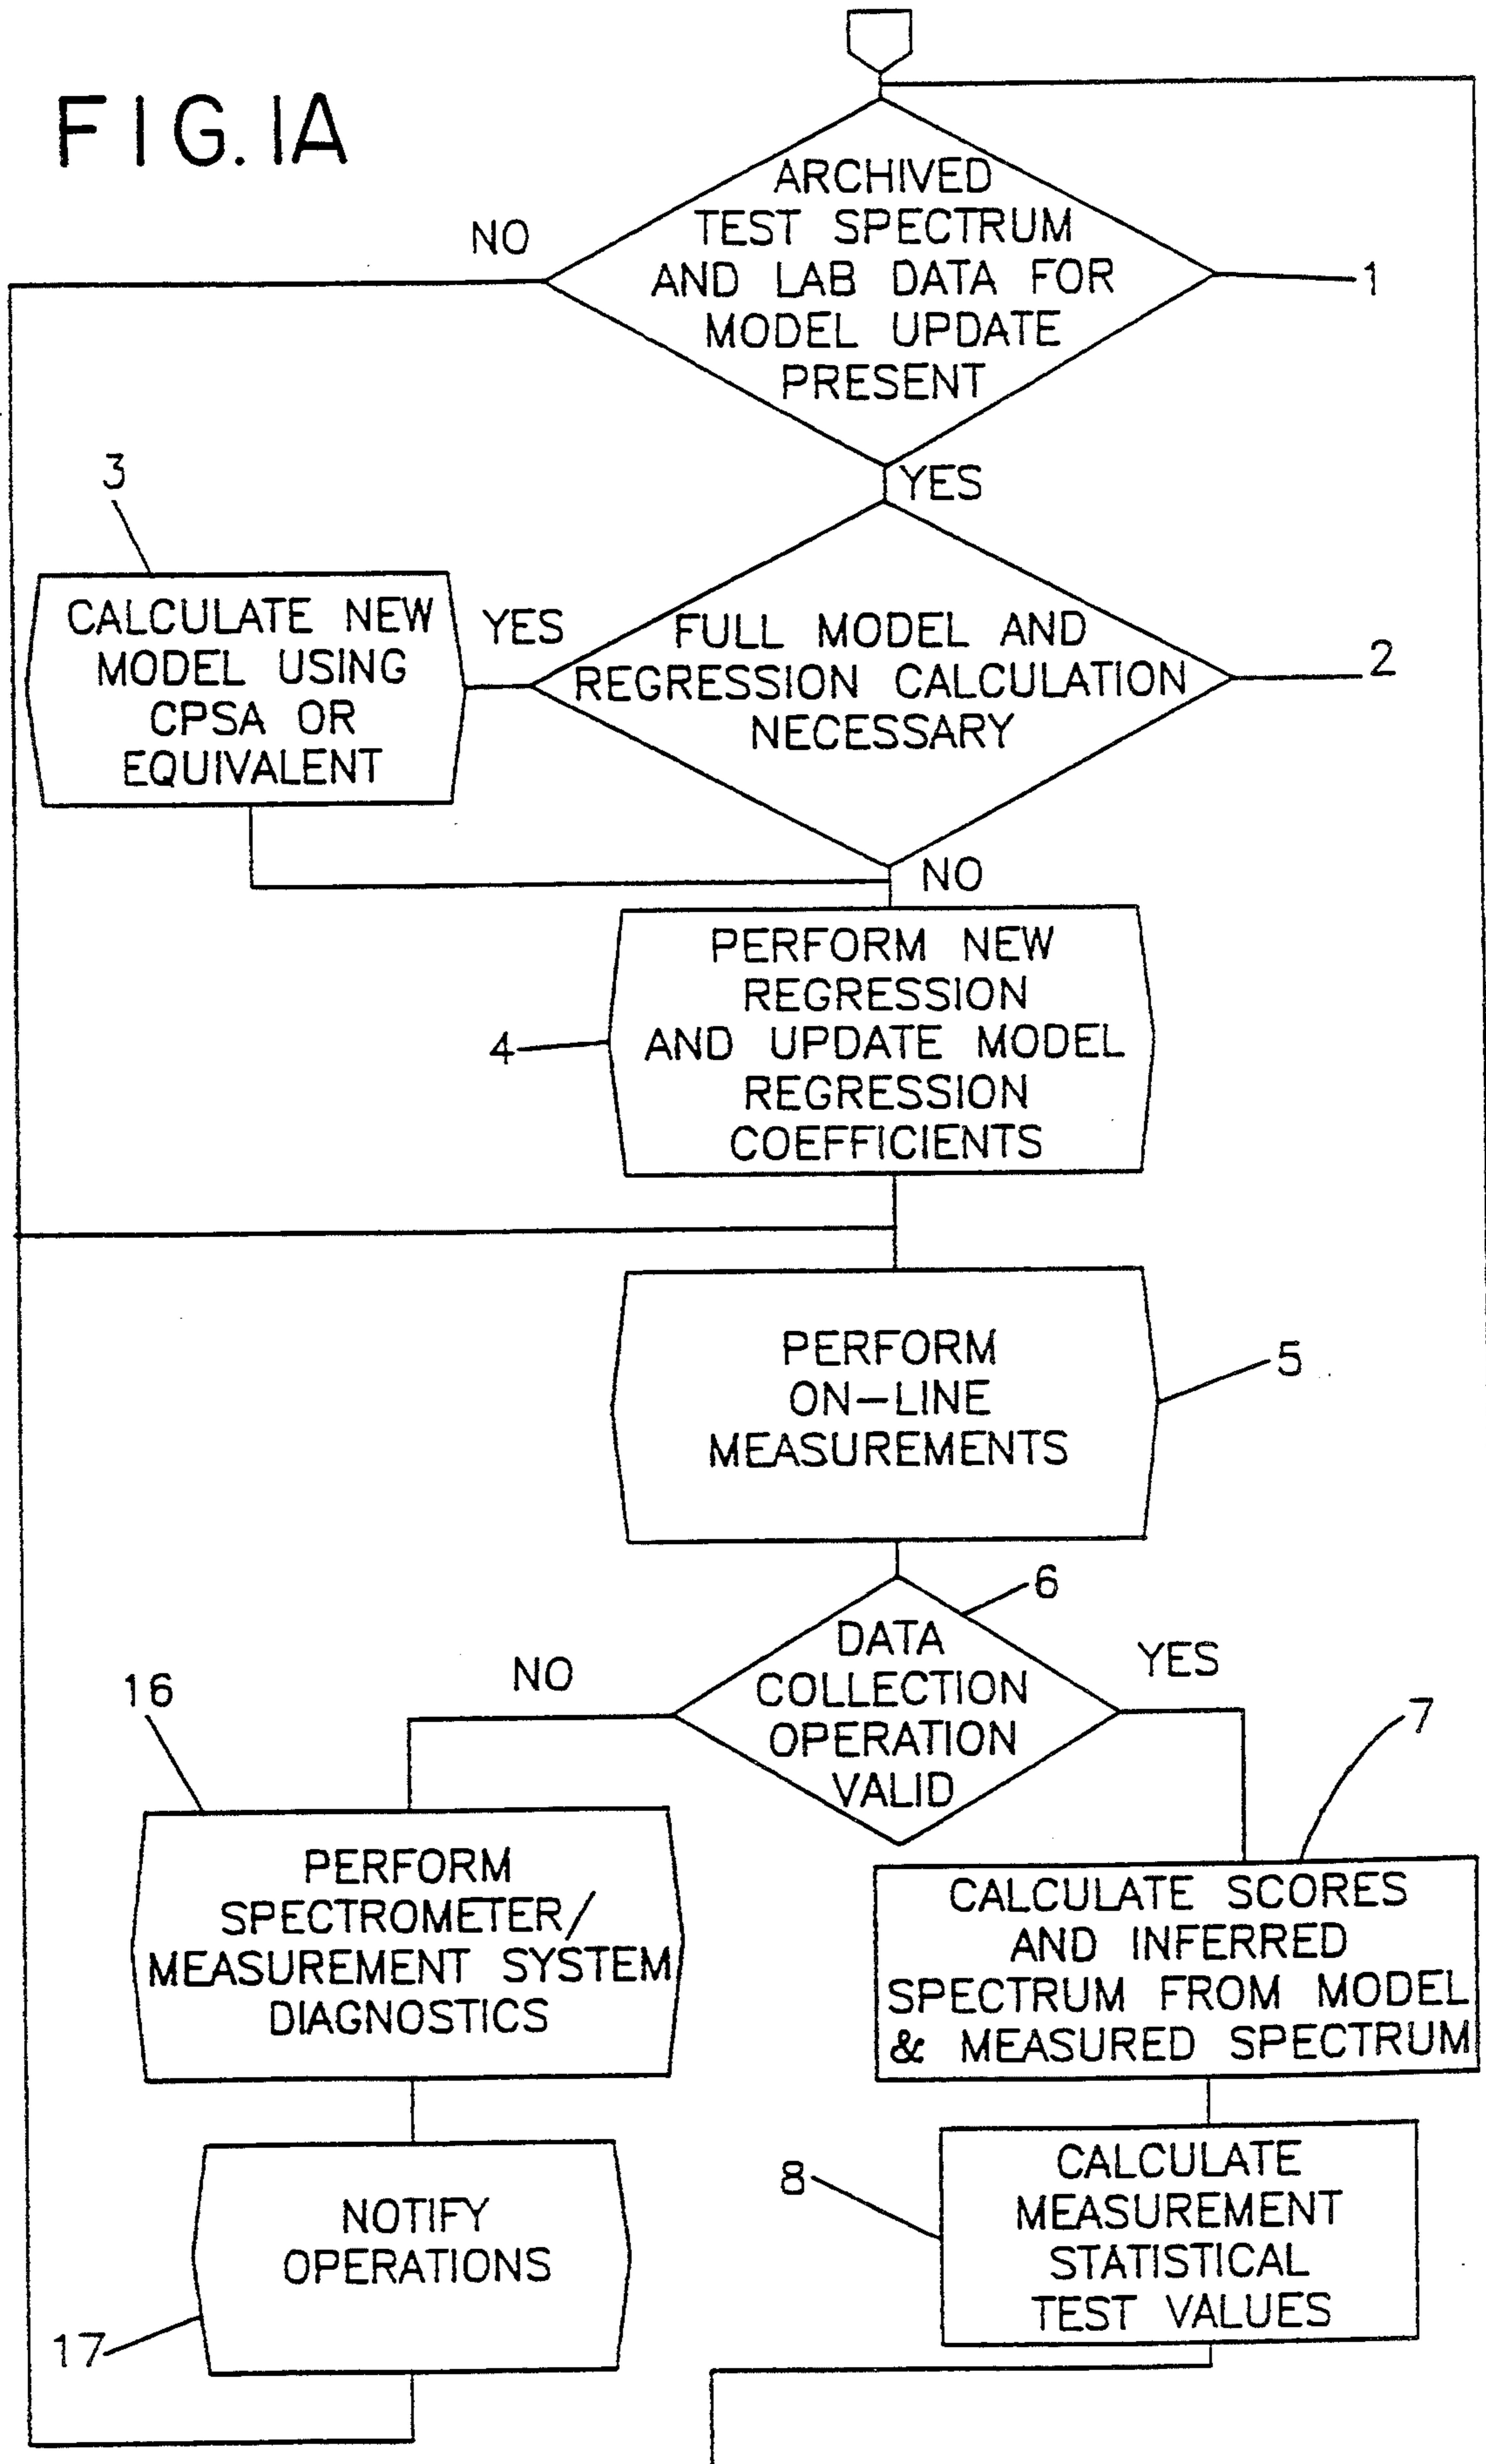 FIG. 1A
ARCHIVED
TEST SPECTRUM
AND LAB DATA FOR
MODEL UPDATE
PRESENT
NO
1
YES
3
CALCULATE NEW
MODEL USING
CPSA OR
EQUIVALENT
YES
FULL MODEL AND
REGRESSION CALCULATION
NECESSARY
2
NO
PERFORM NEW
REGRESSION
AND UPDATE MODEL
REGRESSION
COEFFICIENTS
4
PERFORM
ON-LINE
MEASUREMENTS
5
6
DATA
COLLECTION
OPERATION
VALID
NO
YES
16
7
PERFORM
SPECTROMETER/
MEASUREMENT SYSTEM
DIAGNOSTICS
CALCULATE SCORES
AND INFERRED
SPECTRUM FROM MODEL
& MEASURED SPECTRUM
NOTIFY
OPERATIONS
17
8
CALCULATE
MEASUREMENT
STATISTICAL
TEST VALUES